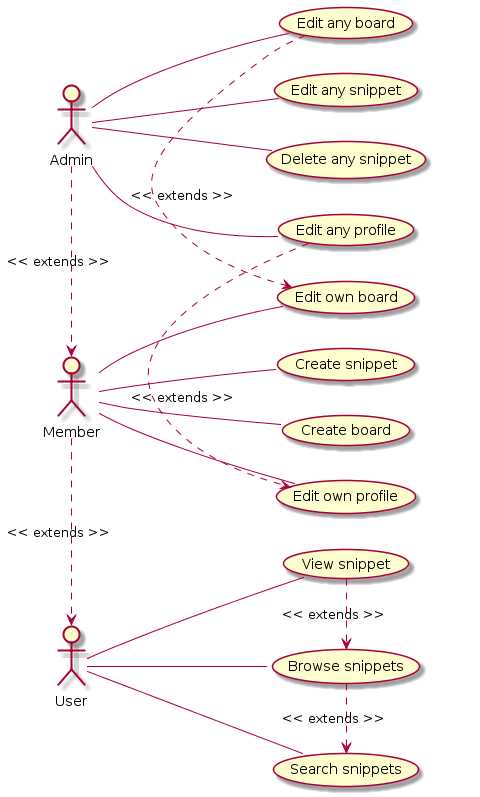 Edit any board
Edit any snippet
Admin
Delete any snippet
<< extends >>
Edit any profile
<< extends >>
Edit own board
Create snippet
<< extends >>
Member
Create board
Edit own profile
<< extends >>
View snippet
<< extends >>
Browse snippets
User
<< extends >>
Search snippets